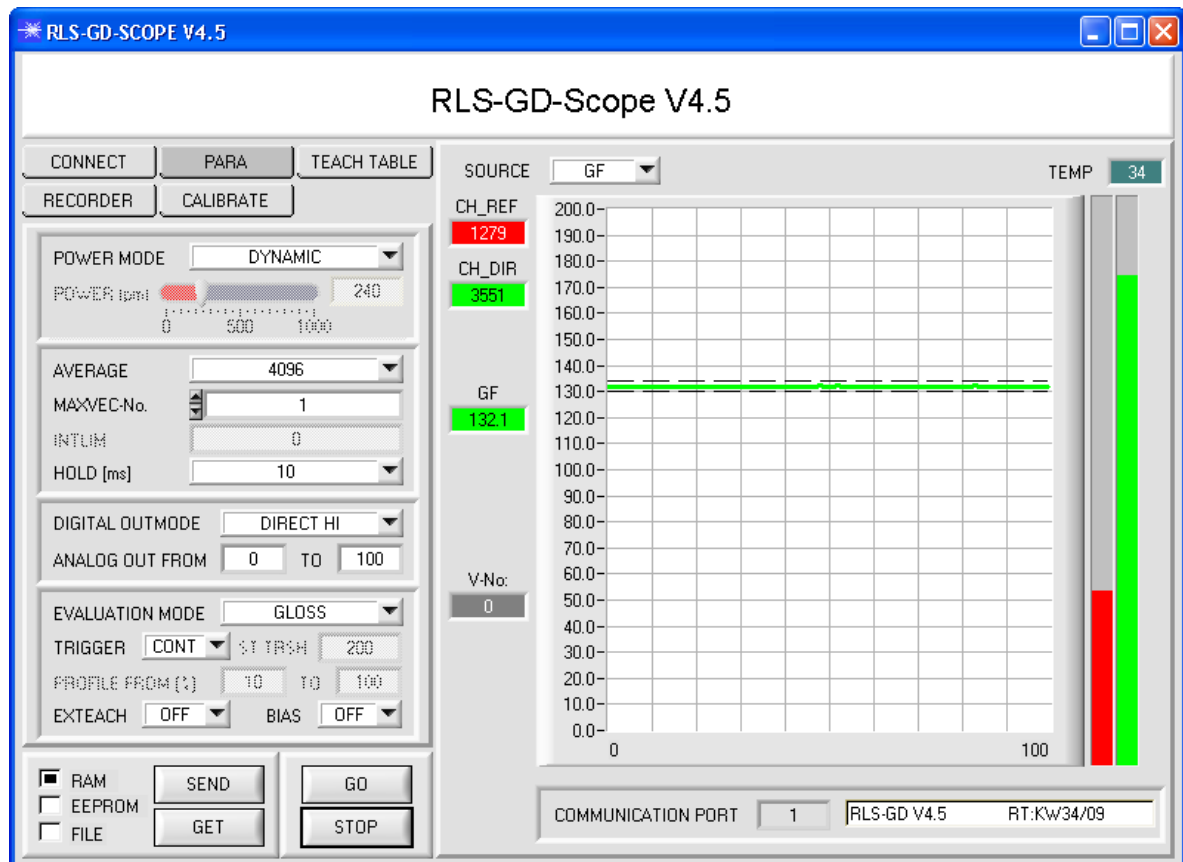 RLS-GD-SCOPE V4.5
RLS-GD-Scope V4.5
CONNECT PARA TEACH TABLE
RECORDER CALIBRATE
POWER MODE DYNAMIC
POWER [pm] 240
0 500 1000
AVERAGE 4096
MAXVEC-No. 1
INTLIM 0
HOLD [ms] 10
DIGITAL OUTMODE DIRECT HI
ANALOG OUT FROM 0 TO 100
EVALUATION MODE GLOSS
TRIGGER CONT ST TRSH 200
PROFILE FROM (%) 10 TO 100
EXTEACH OFF BIAS OFF
RAM
EEPROM
FILE
SEND
GET
GO
STOP
SOURCE GF
TEMP 34
CH_REF
1279
CH_DIR
3551
GF
132.1
V-No:
0
200.0
190.0
180.0
170.0
160.0
150.0
140.0
130.0
120.0
110.0
100.0
90.0
80.0
70.0
60.0
50.0
40.0
30.0
20.0
10.0
0.0
0 100
COMMUNICATION PORT 1 RLS-GD V4.5 RT:KW34/09